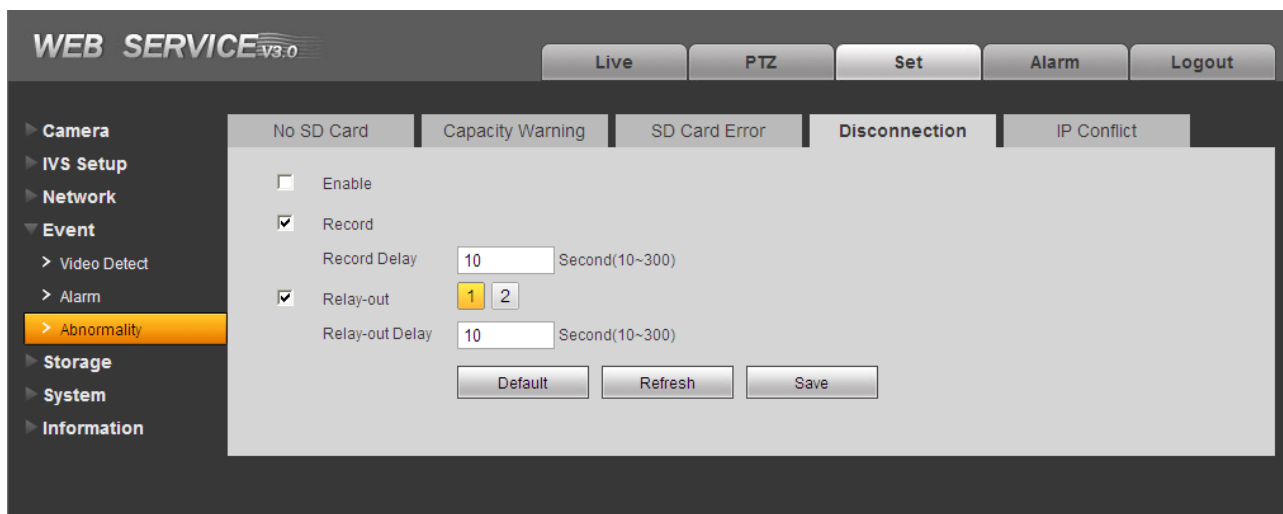 WEB SERVICE V3.0
Live PTZ Set Alarm Logout
Camera
IVS Setup
Network
Event
Video Detect
Alarm
Abnormality
Storage
System
Information
No SD Card Capacity Warning SD Card Error Disconnection IP Conflict
Enable
Record
Record Delay 10 Second(10~300)
Relay-out 1 2
Relay-out Delay 10 Second(10~300)
Default Refresh Save